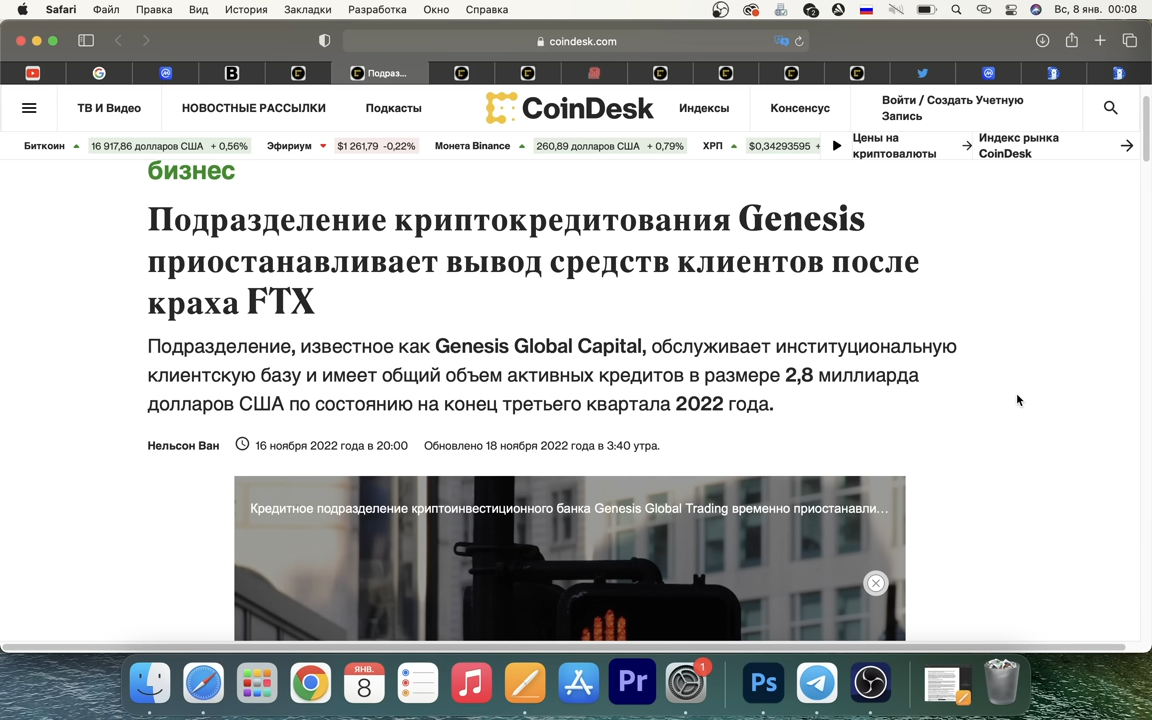 Safari Файл Правка Вид История Закладки Разработка Окно Справка Вс, 8 янв. 00:08
coindesk.com
Подраз...
ТВ И Видео НОВОСТНЫЕ РАССЫЛКИ Подкасты CoinDesk Индексы Консенсус Войти / Создать Учетную
Запись
Биткоин 16 917,86 долларов США + 0,56% Эфириум $1 261,79 -0,22% Монета Binance 260,89 долларов США + 0,79% ХРП $0,34293595 +
Цены на
криптовалюты
Индекс рынка
CoinDesk
бизнес
Подразделение криптокредитования Genesis
приостанавливает вывод средств клиентов после
краха FTX
Подразделение, известное как Genesis Global Capital, обслуживает институциональную
клиентскую базу и имеет общий объем активных кредитов в размере 2,8 миллиарда
долларов США по состоянию на конец третьего квартала 2022 года.
Нельсон Ван 16 ноября 2022 года в 20:00 Обновлено 18 ноября 2022 года в 3:40 утра.
Кредитное подразделение криптоинвестиционного банка Genesis Global Trading временно приостанавли...
ЯНВ.
8
Pr
1
Ps